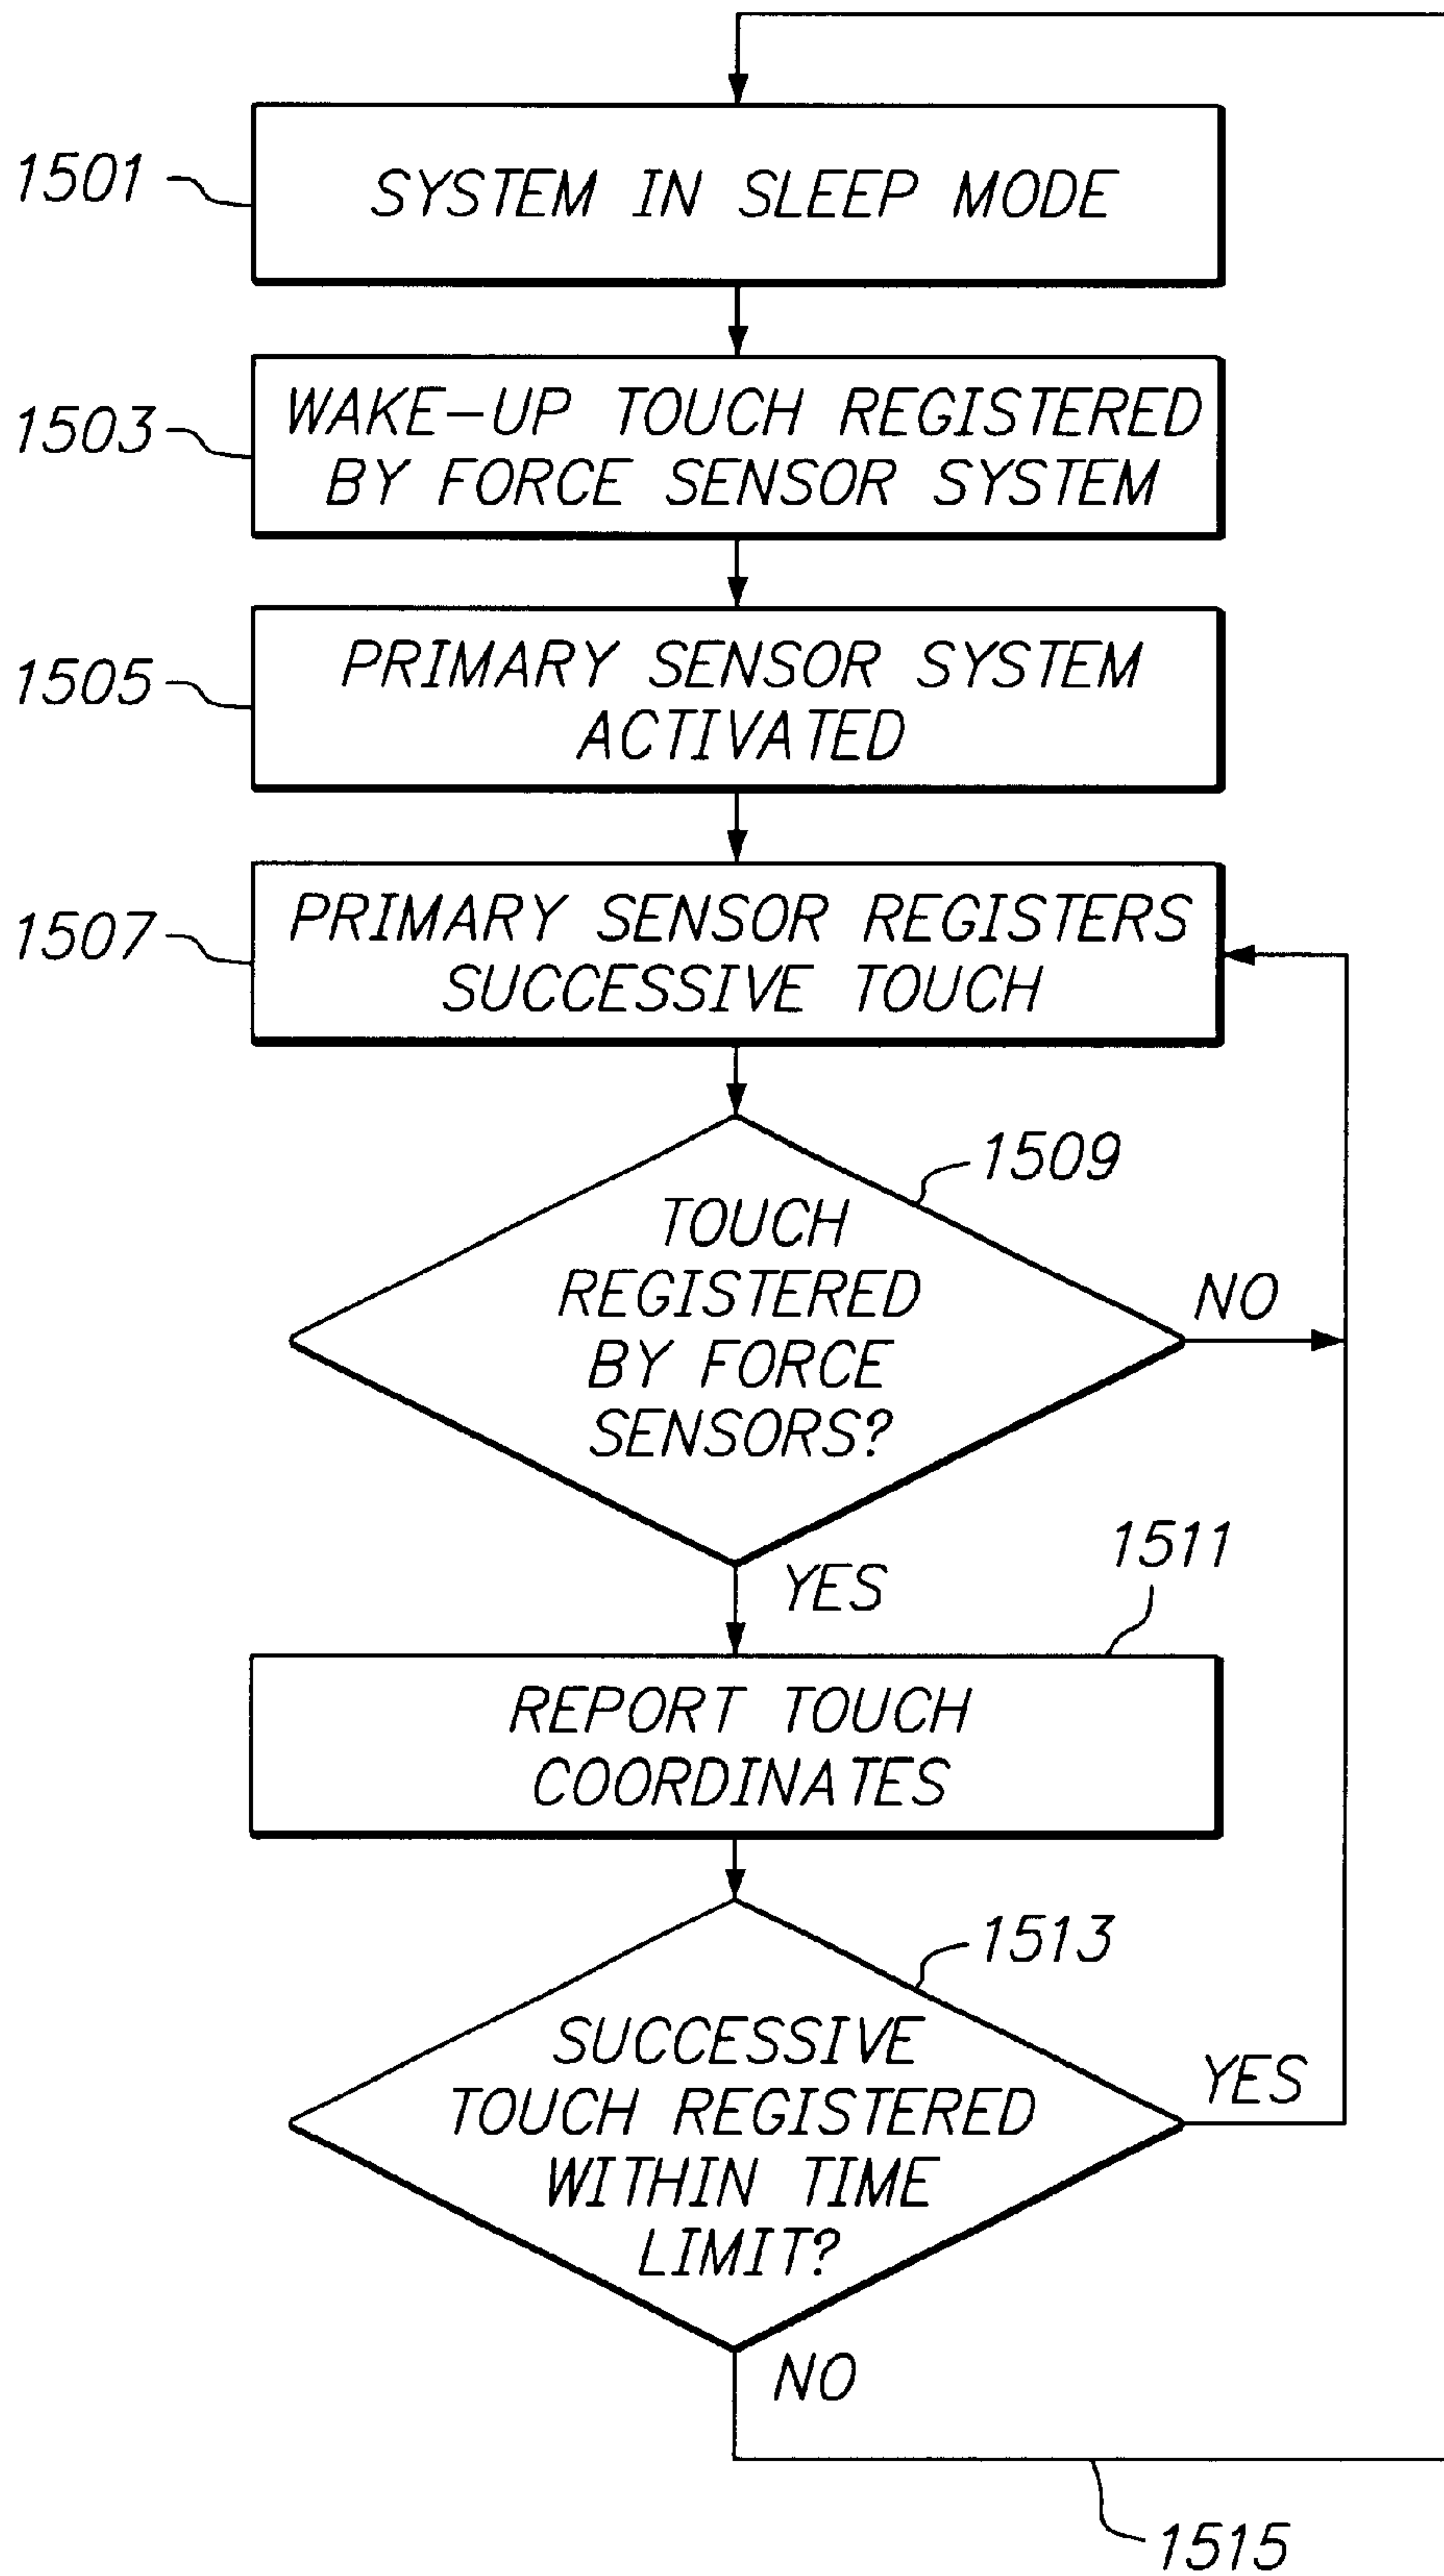 1501
SYSTEM IN SLEEP MODE
1503
WAKE-UP TOUCH REGISTERED
BY FORCE SENSOR SYSTEM
1505
PRIMARY SENSOR SYSTEM
ACTIVATED
1507
PRIMARY SENSOR REGISTERS
SUCCESSIVE TOUCH
1509
TOUCH
REGISTERED
BY FORCE
SENSORS?
NO
YES
1511
REPORT TOUCH
COORDINATES
1513
SUCCESSIVE
TOUCH REGISTERED
WITHIN TIME
LIMIT?
YES
NO
1515